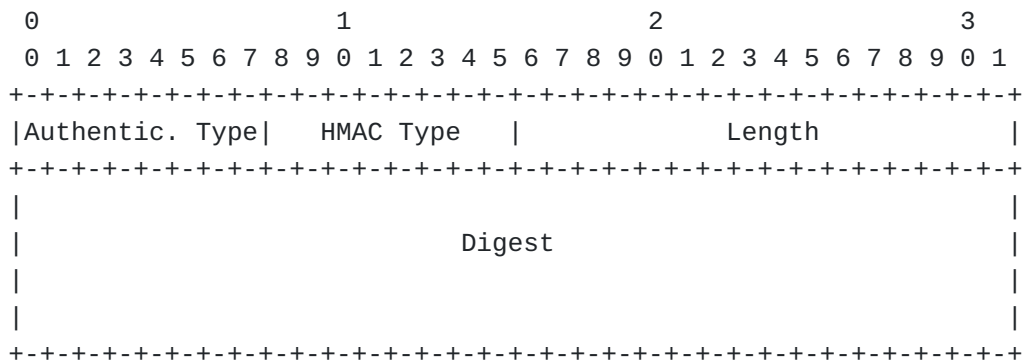 0                   1                   2                   3
 0 1 2 3 4 5 6 7 8 9 0 1 2 3 4 5 6 7 8 9 0 1 2 3 4 5 6 7 8 9 0 1
+-+-+-+-+-+-+-+-+-+-+-+-+-+-+-+-+-+-+-+-+-+-+-+-+-+-+-+-+-+-+-+-+
|Authentic. Type|   HMAC Type   |             Length            |
+-+-+-+-+-+-+-+-+-+-+-+-+-+-+-+-+-+-+-+-+-+-+-+-+-+-+-+-+-+-+-+-+
|                                                               |
|                            Digest                             |
|                                                               |
|                                                               |
+-+-+-+-+-+-+-+-+-+-+-+-+-+-+-+-+-+-+-+-+-+-+-+-+-+-+-+-+-+-+-+-+